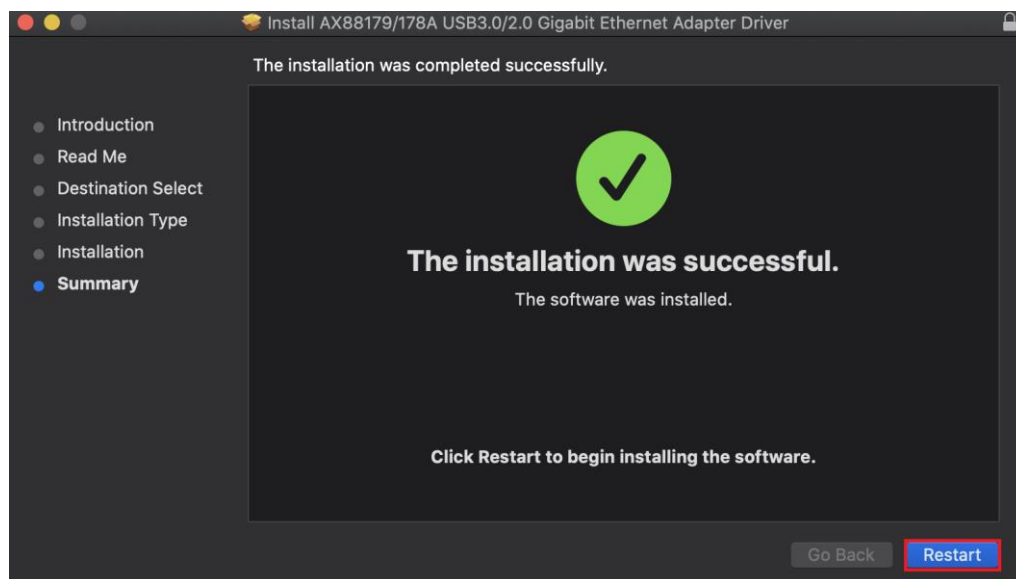 Install AX88179/178A USB3.0/2.0 Gigabit Ethernet Adapter Driver
The installation was completed successfully.
Introduction
Read Me
Destination Select
Installation Type
Installation
Summary
The installation was successful.
The software was installed.
Click Restart to begin installing the software.
Go Back
Restart